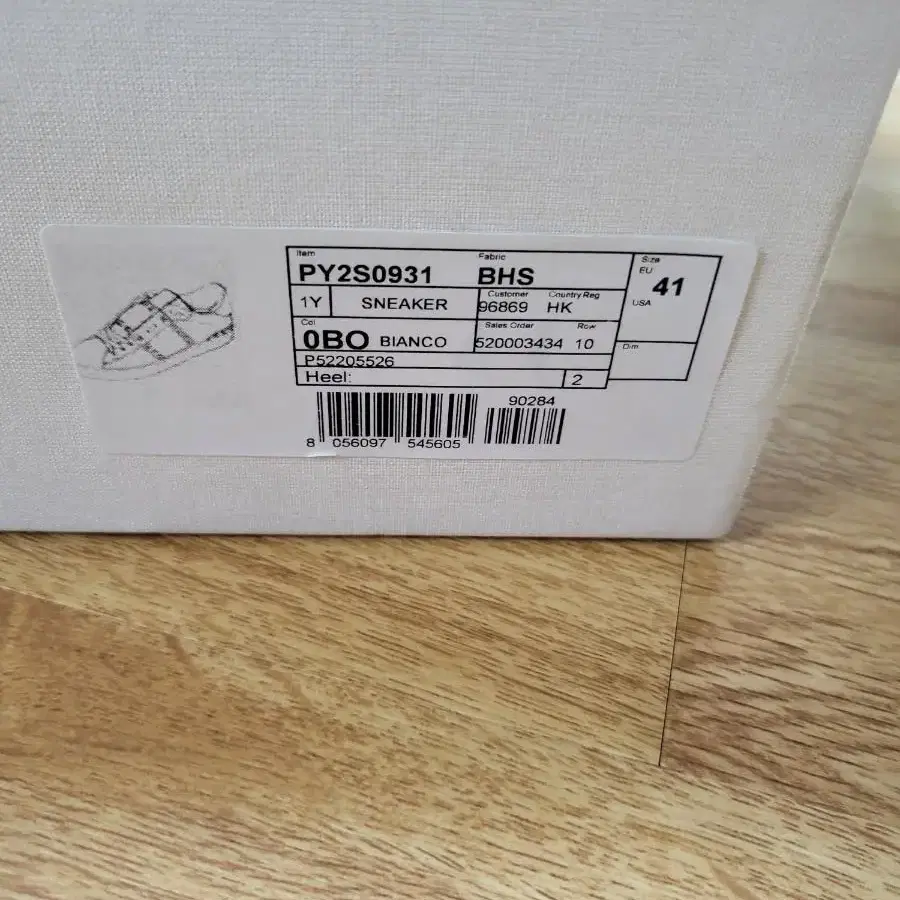 Item Fabric Size
PY2S0931 BHS EU 41
1Y SNEAKER Customer 96869 Country Reg HK USA
Col Sales Order Row
0BO BIANCO 520003434 10 Dim
P52205526
Heel: 2
90284
8 056097 545605